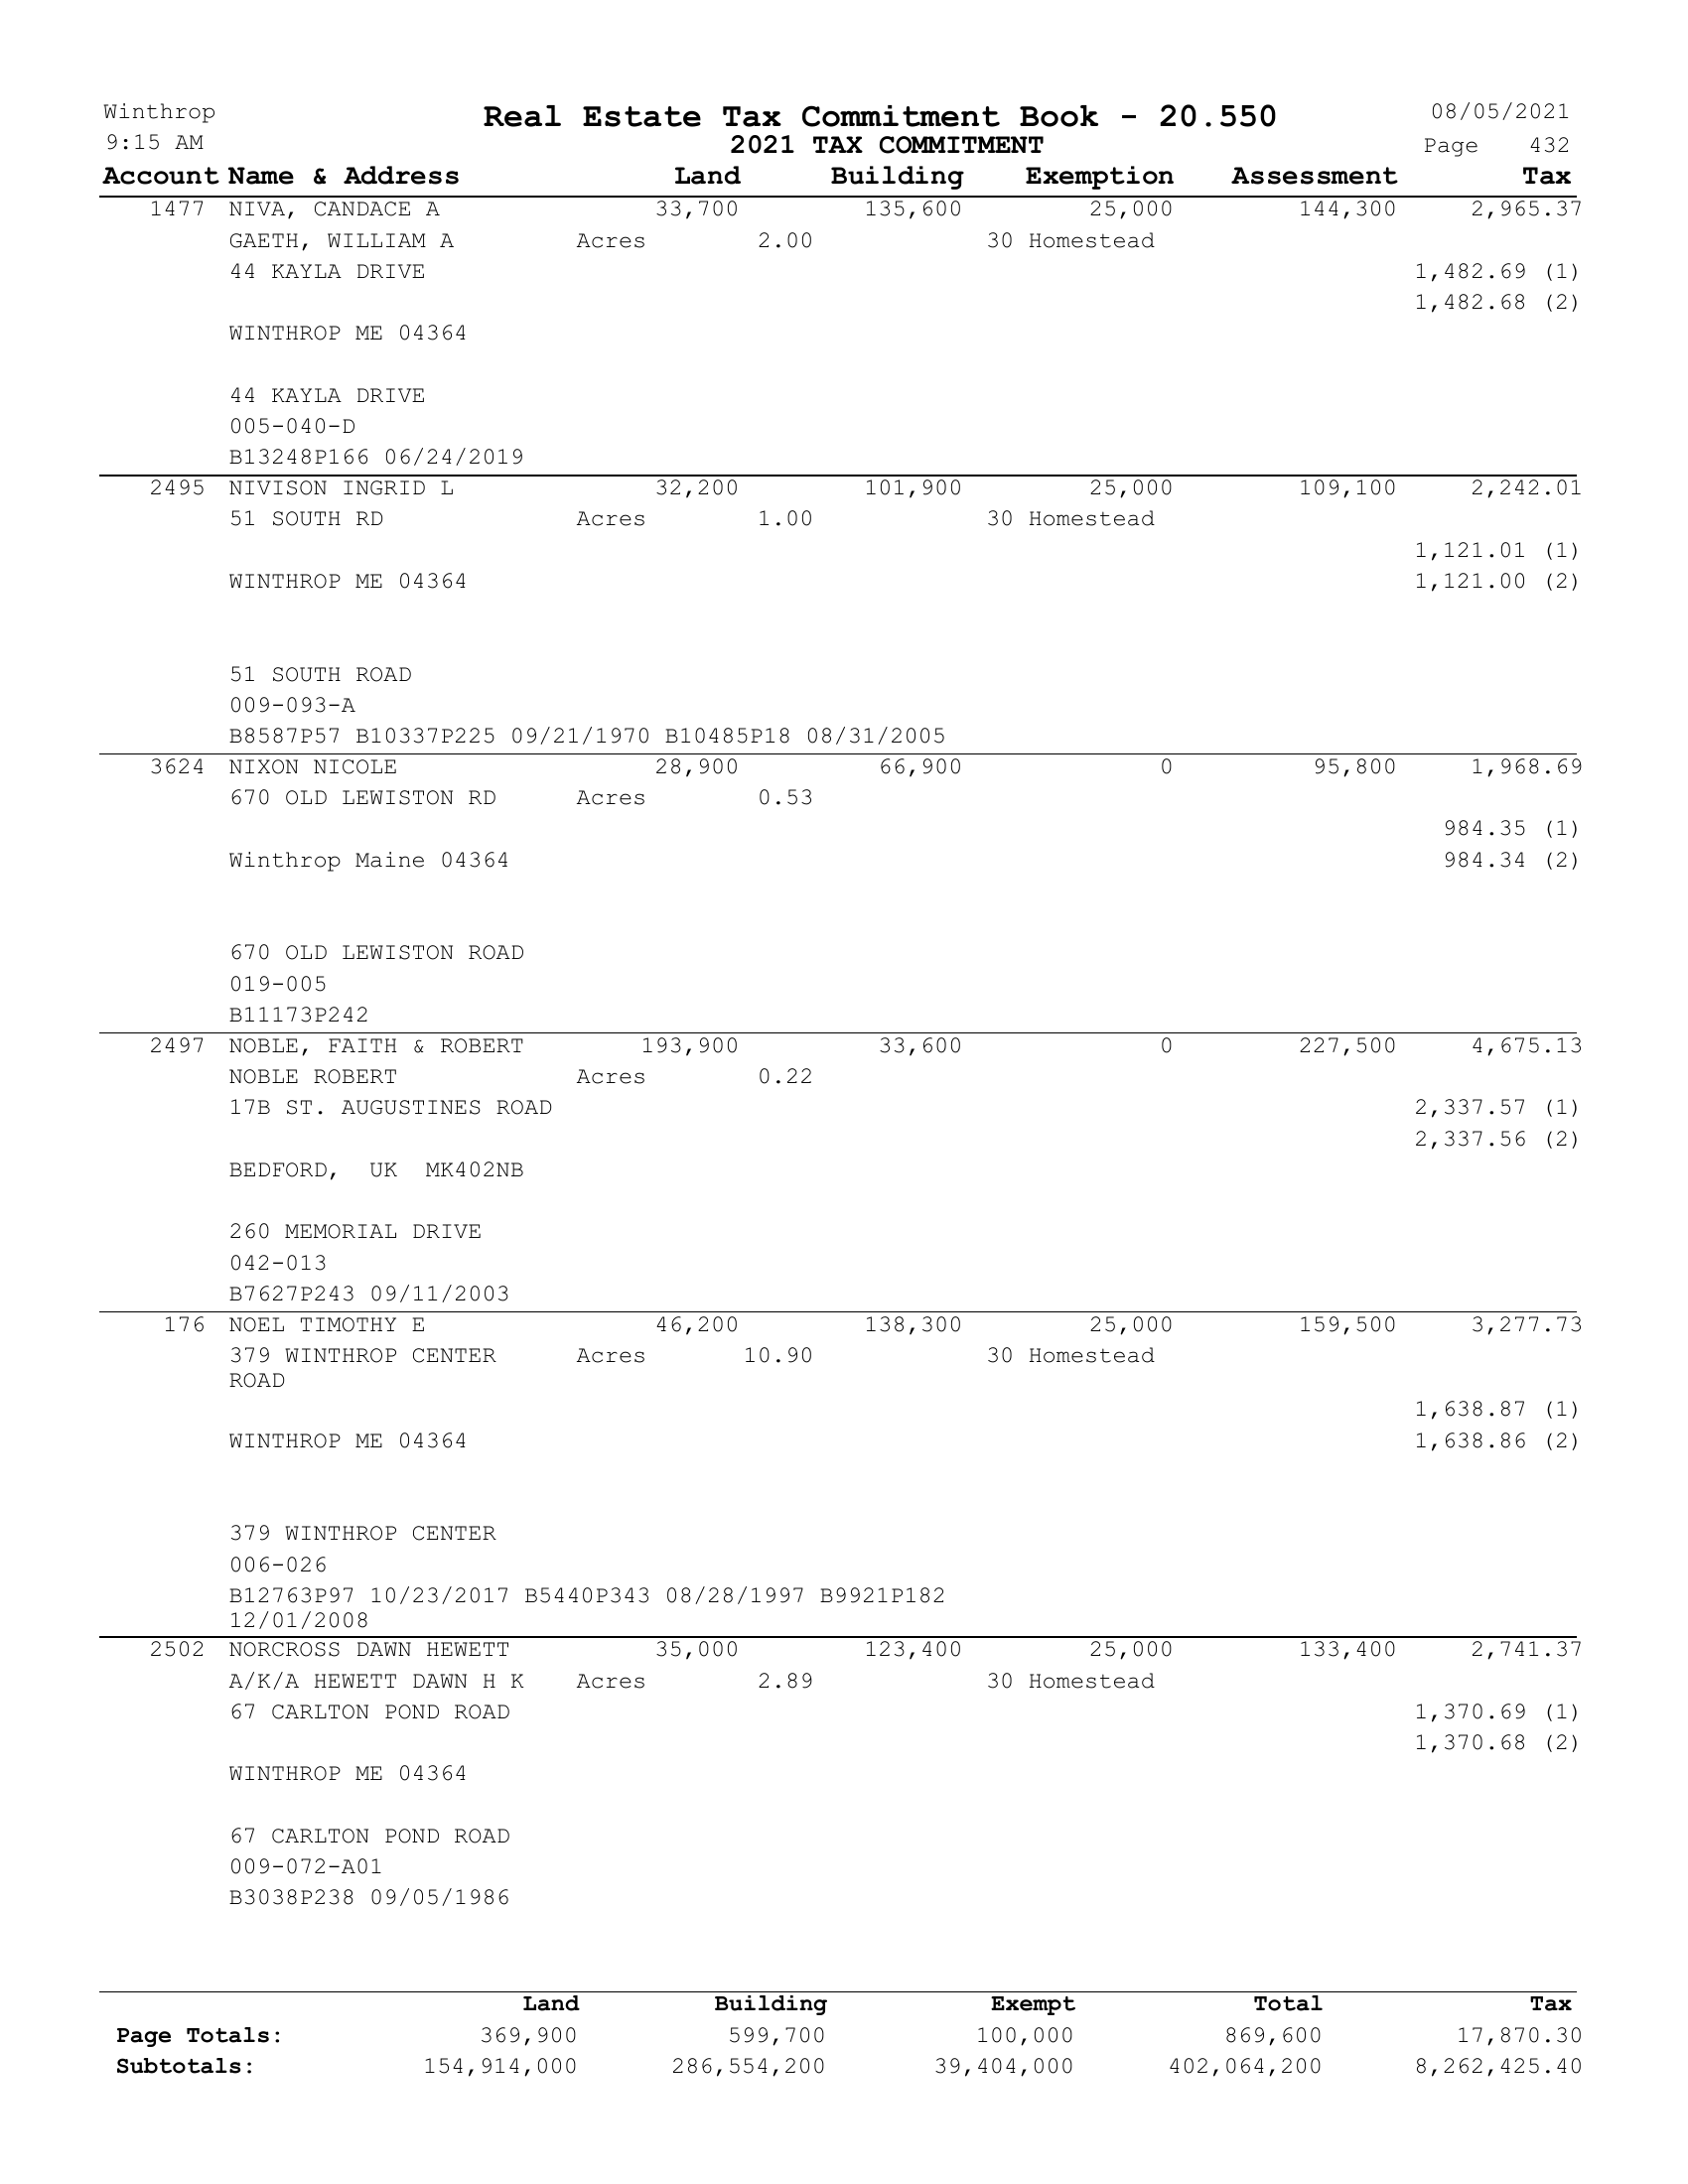 Winthrop Real Estate Tax Commitment Book - 20.550 08/05/2021
9:15 AM 2021 TAX COMMITMENT Page 432
Account Name & Address Land Building Exemption Assessment Tax
1477 NIVA, CANDACE A 33,700 135,600 25,000 144,300 2,965.37
GAETH, WILLIAM A Acres 2.00 30 Homestead
44 KAYLA DRIVE 1,482.69 (1)
1,482.68 (2)
WINTHROP ME 04364
44 KAYLA DRIVE
005-040-D
B13248P166 06/24/2019
2495 NIVISON INGRID L 32,200 101,900 25,000 109,100 2,242.01
51 SOUTH RD Acres 1.00 30 Homestead
1,121.01 (1)
WINTHROP ME 04364 1,121.00 (2)
51 SOUTH ROAD
009-093-A
B8587P57 B10337P225 09/21/1970 B10485P18 08/31/2005
3624 NIXON NICOLE 28,900 66,900 0 95,800 1,968.69
670 OLD LEWISTON RD Acres 0.53
984.35 (1)
Winthrop Maine 04364 984.34 (2)
670 OLD LEWISTON ROAD
019-005
B11173P242
2497 NOBLE, FAITH & ROBERT 193,900 33,600 0 227,500 4,675.13
NOBLE ROBERT Acres 0.22
17B ST. AUGUSTINES ROAD 2,337.57 (1)
2,337.56 (2)
BEDFORD, UK MK402NB
260 MEMORIAL DRIVE
042-013
B7627P243 09/11/2003
176 NOEL TIMOTHY E 46,200 138,300 25,000 159,500 3,277.73
379 WINTHROP CENTER Acres 10.90 30 Homestead
ROAD
1,638.87 (1)
WINTHROP ME 04364 1,638.86 (2)
379 WINTHROP CENTER
006-026
B12763P97 10/23/2017 B5440P343 08/28/1997 B9921P182
12/01/2008
2502 NORCROSS DAWN HEWETT 35,000 123,400 25,000 133,400 2,741.37
A/K/A HEWETT DAWN H K Acres 2.89 30 Homestead
67 CARLTON POND ROAD 1,370.69 (1)
1,370.68 (2)
WINTHROP ME 04364
67 CARLTON POND ROAD
009-072-A01
B3038P238 09/05/1986
Land Building Exempt Total Tax
Page Totals: 369,900 599,700 100,000 869,600 17,870.30
Subtotals: 154,914,000 286,554,200 39,404,000 402,064,200 8,262,425.40